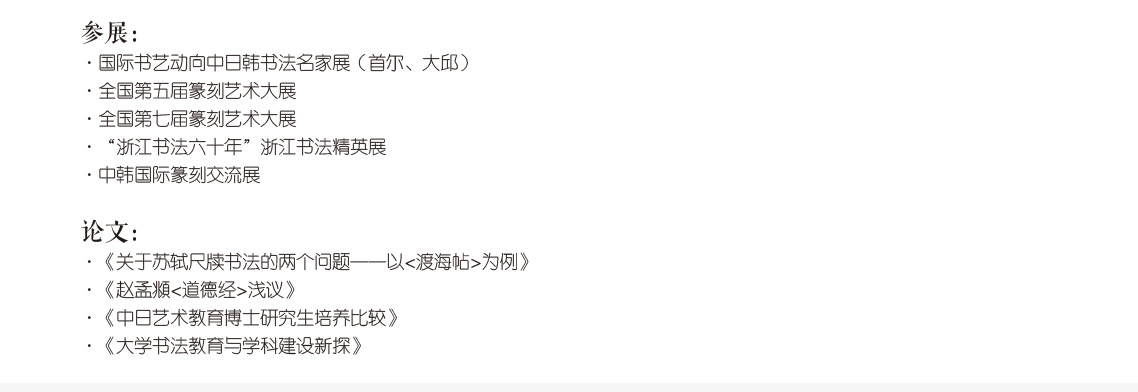 参展：
·国际书艺动向中日韩书法名家展（首尔、大邱）
·全国第五届篆刻艺术大展
·全国第七届篆刻艺术大展
·“浙江书法六十年”浙江书法精英展
·中韩国际篆刻交流展
论文：
·《关于苏轼尺牍书法的两个问题——以<渡海帖>为例》
·《赵孟頫<道德经>浅议》
·《中日艺术教育博士研究生培养比较》
·《大学书法教育与学科建设新探》